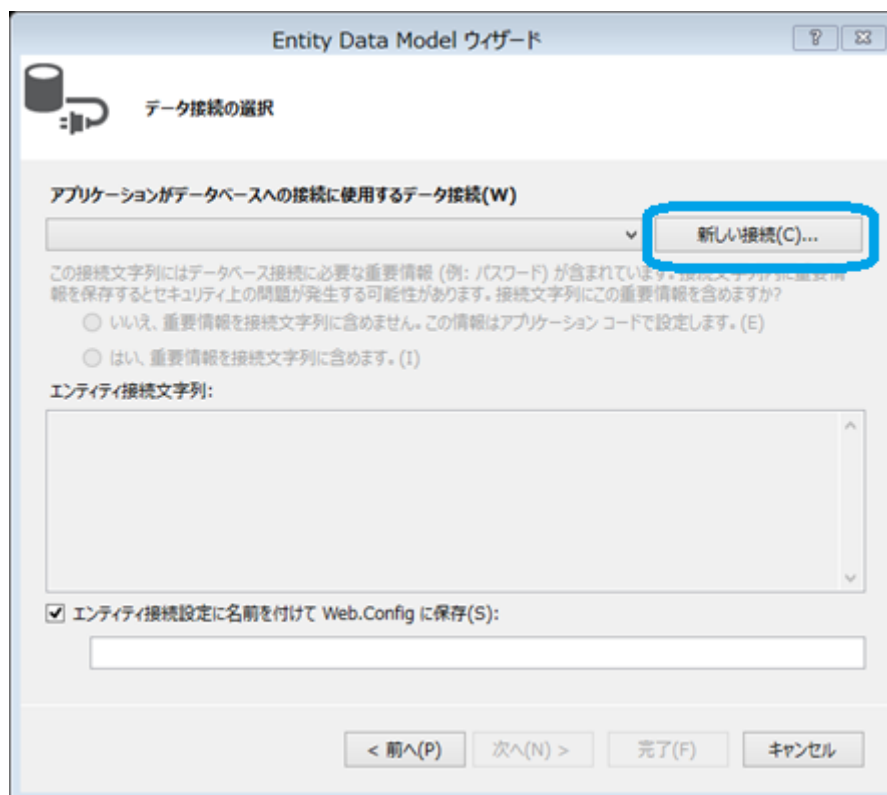 Entity Data Model ウィザード
データ接続の選択
アプリケーションがデータベースへの接続に使用するデータ接続(W)
新しい接続(C)...
この接続文字列にはデータベース接続に必要な重要情報 (例: パスワード) が含まれています。接続文字列に重要情
報を保存するとセキュリティ上の問題が発生する可能性があります。接続文字列にこの重要情報を含めますか?
いいえ、重要情報を接続文字列に含めません。この情報はアプリケーション コードで設定します。(E)
はい、重要情報を接続文字列に含めます。(I)
エンティティ接続文字列:
エンティティ接続設定に名前を付けて Web.Config に保存(S):
< 前へ(P)
次へ(N) >
完了(F)
キャンセル